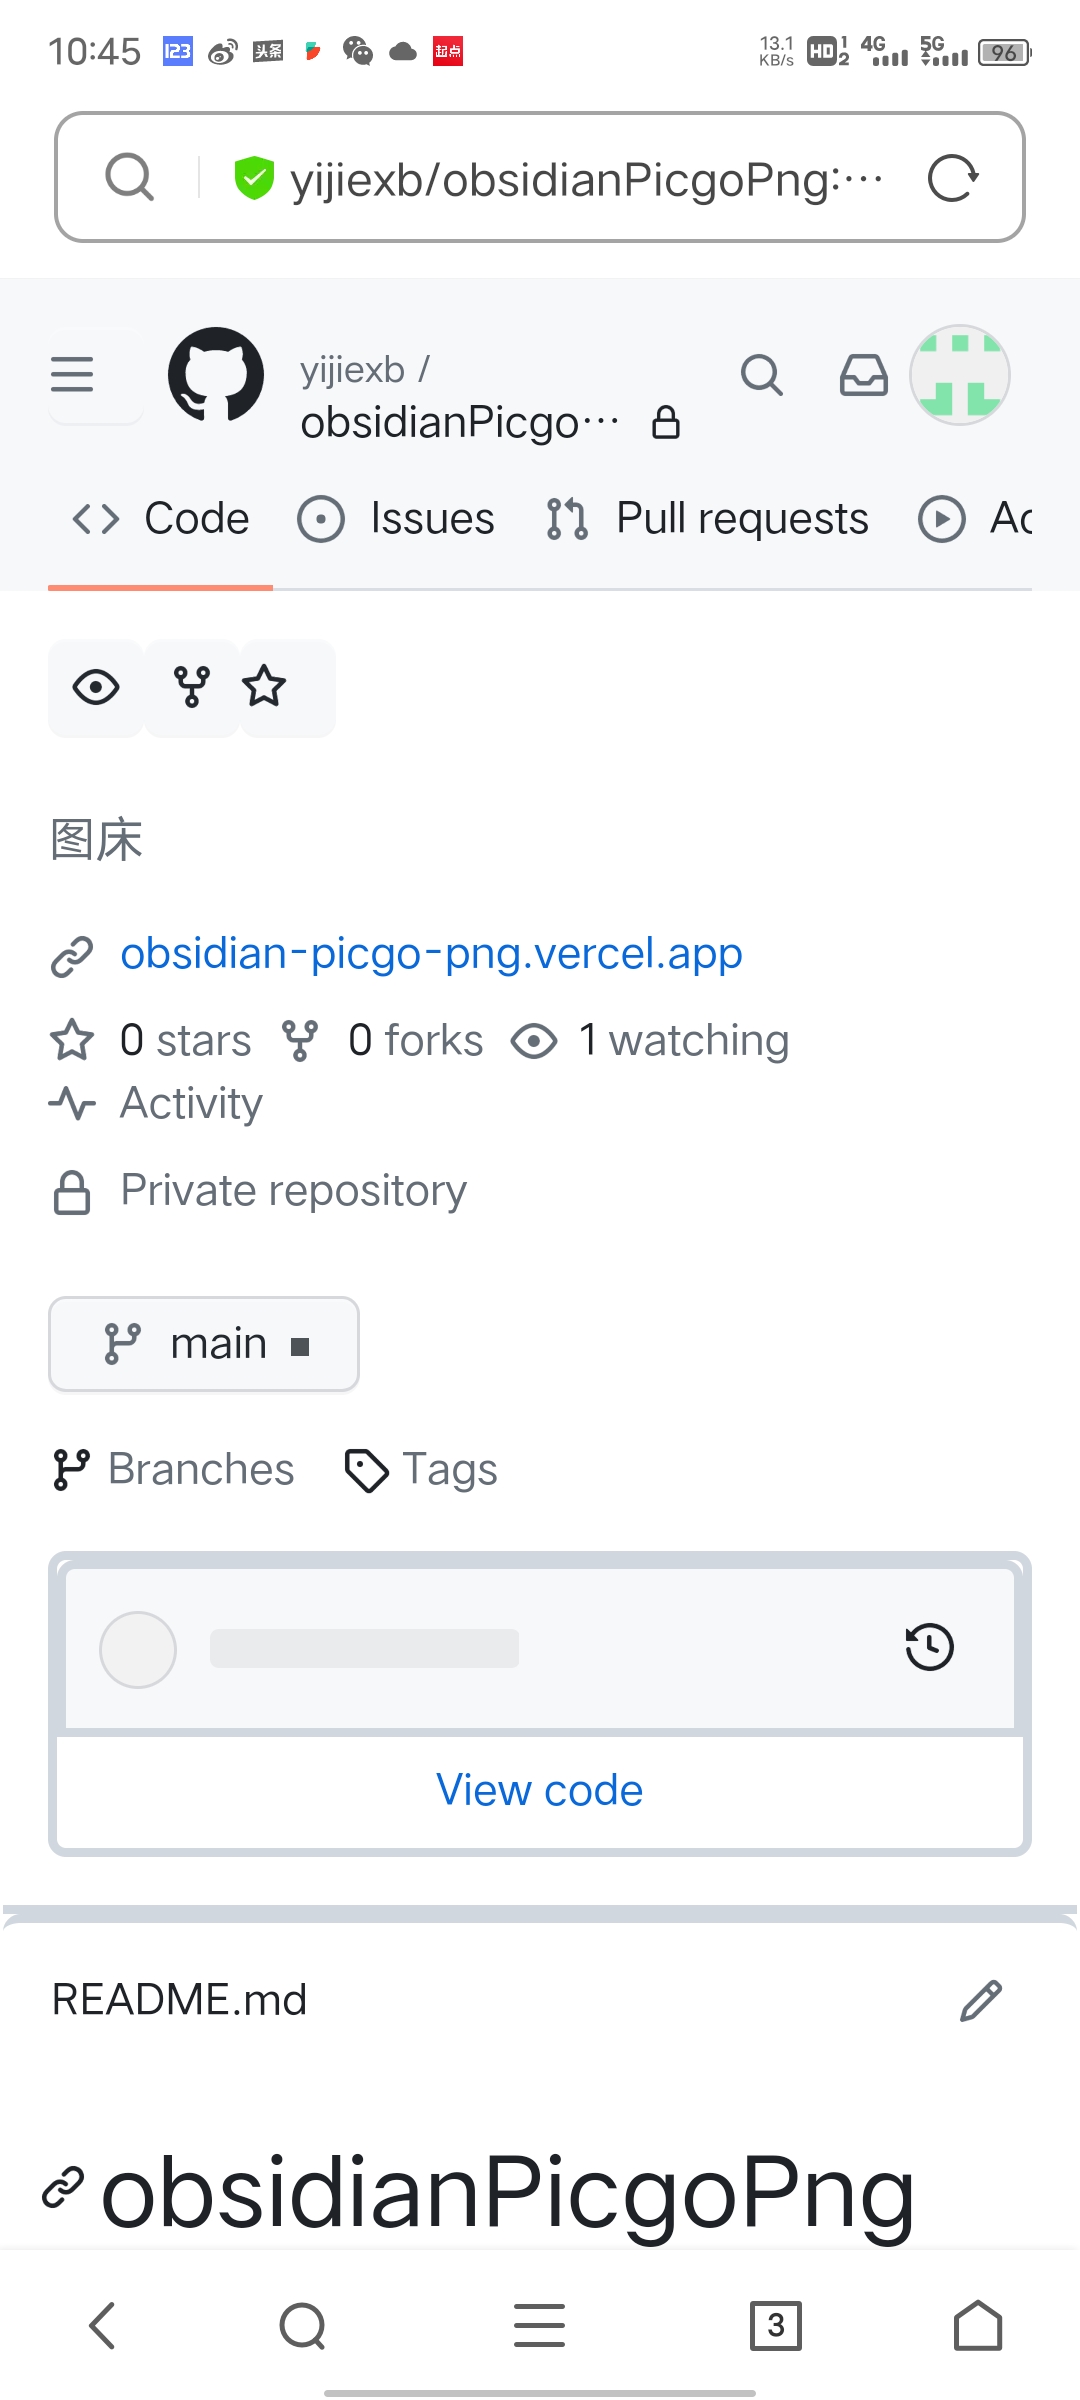 10:45 123 头条 起点 13.1 KB/s HD 1 2 4G 5G 96
yijiexb/obsidianPicgoPng:···
yijiexb /
obsidianPicgo···
Code Issues Pull requests Ac
图床
obsidian-picgo-png.vercel.app
0 stars 0 forks 1 watching
Activity
Private repository
main
Branches Tags
View code
README.md
obsidianPicgoPng
3